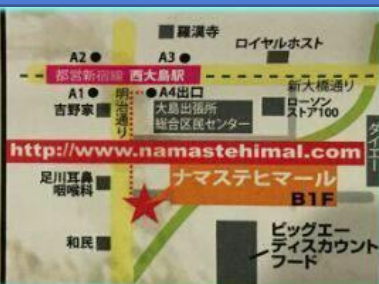 羅漢寺
ロイヤルホスト
A2
A3
都営新宿線 西大島駅
新大橋通り
A1
A4出口
明治通り
吉野家
大島出張所
総合区民センター
ローソン
ストア100
ダイエー
http://www.namastehimal.com
足川耳鼻
咽喉科
ナマステヒマール
B1F
和民
ビッグエー
ディスカウント
フード